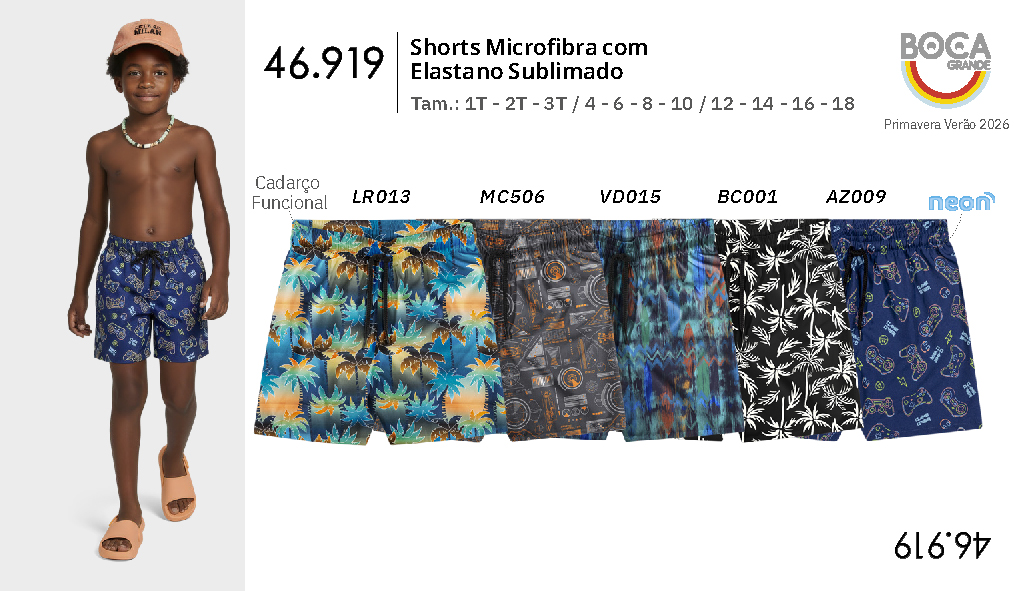 46.919
Shorts Microfibra com
Elastano Sublimado
Tam.: 1T - 2T - 3T / 4 - 6 - 8 - 10 / 12 - 14 - 16 - 18
BOCA
GRANDE
Primavera Verão 2026
Cadarço
Funcional
LR013
MC506
VD015
BC001
AZ009
neon
46.919